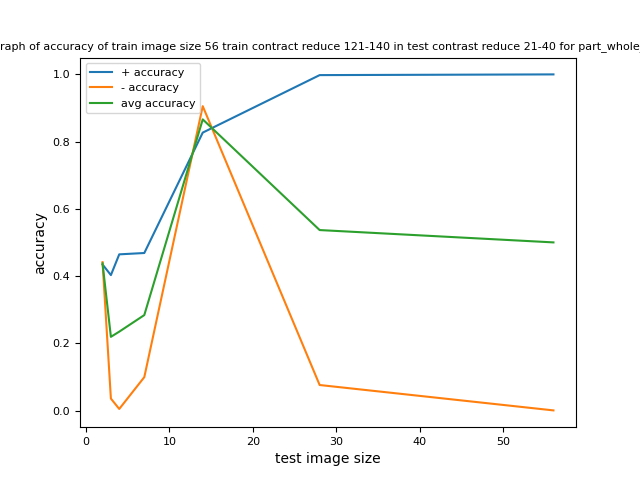 raph of accuracy of train image size 56 train contract reduce 121-140 in test contrast reduce 21-40 for part_whole_
+ accuracy
- accuracy
avg accuracy
accuracy
1.0
0.8
0.6
0.4
0.2
0.0
0 10 20 30 40 50
test image size